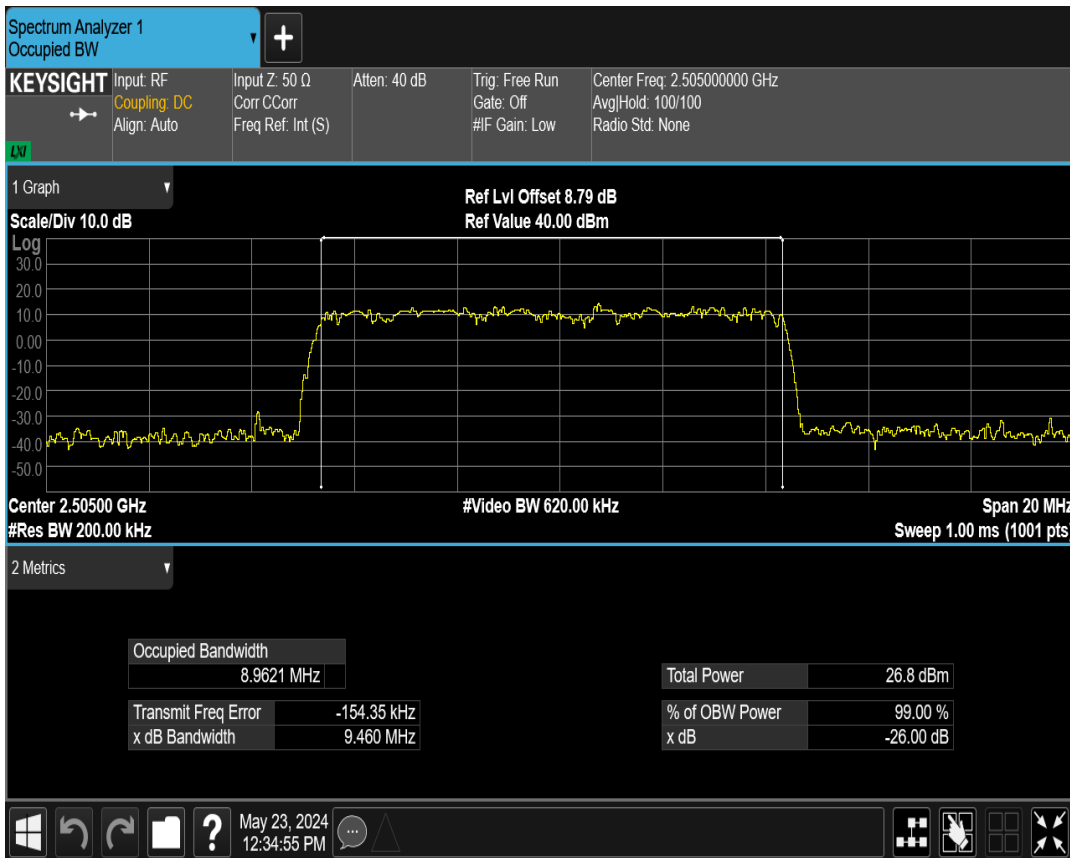 Spectrum Analyzer 1
Occupied BW
+
KEYSIGHT
LXI
Input: RF
Coupling: DC
Align: Auto
Input Z: 50 Ω
Corr CCorr
Freq Ref: Int (S)
Atten: 40 dB
Trig: Free Run
Gate: Off
#IF Gain: Low
Center Freq: 2.505000000 GHz
Avg|Hold: 100/100
Radio Std: None
1 Graph
Scale/Div 10.0 dB
Ref Lvl Offset 8.79 dB
Ref Value 40.00 dBm
Log
30.0
20.0
10.0
0.00
-10.0
-20.0
-30.0
-40.0
-50.0
Center 2.50500 GHz
#Res BW 200.00 kHz
#Video BW 620.00 kHz
Span 20 MHz
Sweep 1.00 ms (1001 pts)
2 Metrics
Occupied Bandwidth
8.9621 MHz
Transmit Freq Error -154.35 kHz
x dB Bandwidth 9.460 MHz
Total Power 26.8 dBm
% of OBW Power 99.00 %
x dB -26.00 dB
?
May 23, 2024
12:34:55 PM